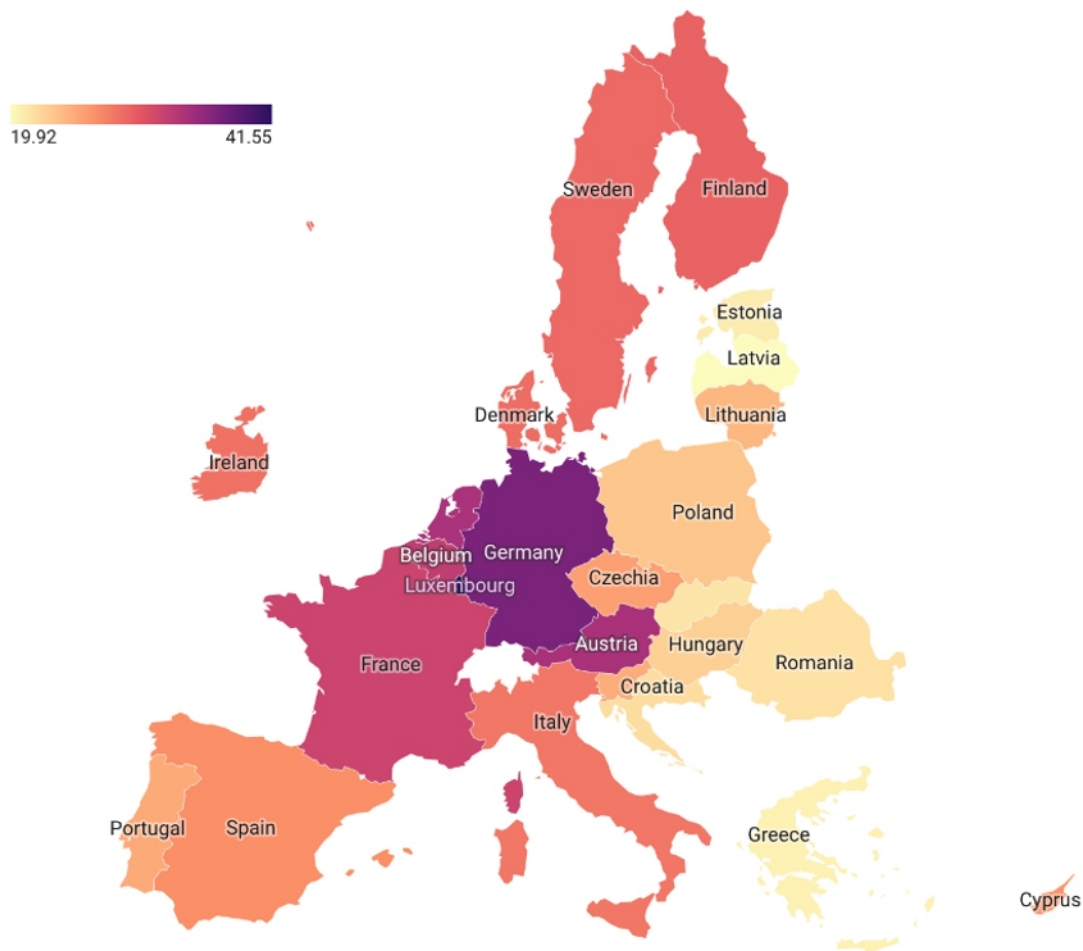 19.92 41.55
Sweden Finland
Estonia
Latvia
Denmark Lithuania
Ireland
Poland
Belgium Germany
Czechia
Luxembourg
Austria Hungary
France Romania
Croatia
Italy
Portugal Spain
Greece
Cyprus